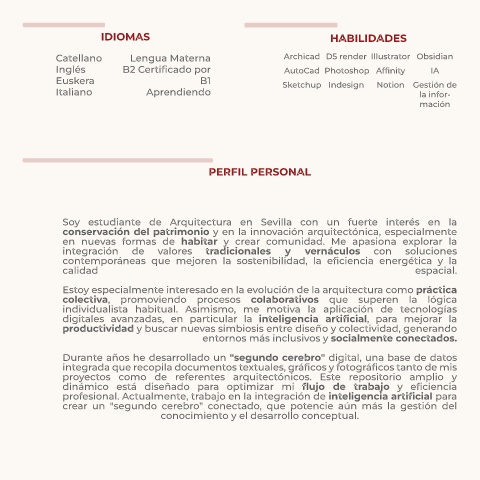 IDIOMAS
Catellano Lengua Materna
Inglés B2 Certificado por
Euskera B1
Italiano Aprendiendo
HABILIDADES
Archicad D5 render Illustrator Obsidian
AutoCad Photoshop Affinity IA
Sketchup Indesign Notion Gestión de
la infor-
mación
PERFIL PERSONAL
Soy estudiante de Arquitectura en Sevilla con un fuerte interés en la
conservación del patrimonio y en la innovación arquitectónica, especialmente
en nuevas formas de habitar y crear comunidad. Me apasiona explorar la
integración de valores tradicionales y vernáculos con soluciones
contemporáneas que mejoren la sostenibilidad, la eficiencia energética y la
calidad espacial.
Estoy especialmente interesado en la evolución de la arquitectura como práctica
colectiva, promoviendo procesos colaborativos que superen la lógica
individualista habitual. Asimismo, me motiva la aplicación de tecnologías
digitales avanzadas, en particular la inteligencia artificial, para mejorar la
productividad y buscar nuevas simbiosis entre diseño y colectividad, generando
entornos más inclusivos y socialmente conectados.
Durante años he desarrollado un "segundo cerebro" digital, una base de datos
integrada que recopila documentos textuales, gráficos y fotográficos tanto de mis
proyectos como de referentes arquitectónicos. Este repositorio amplio y
dinámico está diseñado para optimizar mi flujo de trabajo y eficiencia
profesional. Actualmente, trabajo en la integración de inteligencia artificial para
crear un "segundo cerebro" conectado, que potencie aún más la gestión del
conocimiento y el desarrollo conceptual.